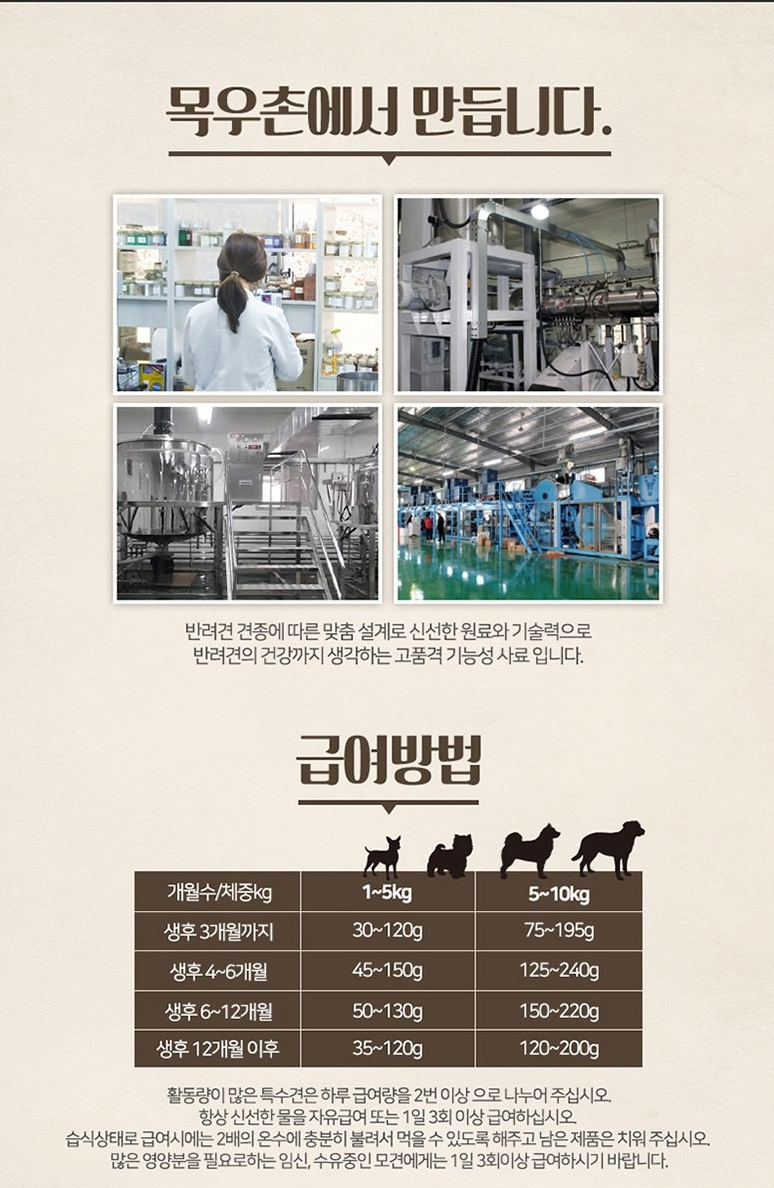 목우촌에서 만듭니다.
반려견 견종에 따른 맞춤 설계로 신선한 원료와 기술력으로
반려견의 건강까지 생각하는 고품격 기능성 사료 입니다.
급여방법
개월수/체중kg 1~5kg 5~10kg
생후 3개월까지 30~120g 75~195g
생후 4~6개월 45~150g 125~240g
생후 6~12개월 50~130g 150~220g
생후 12개월 이후 35~120g 120~200g
활동량이 많은 특수견은 하루 급여량을 2번 이상 으로 나누어 주십시오.
항상 신선한 물을 자유급여 또는 1일 3회 이상 급여하십시오.
습식상태로 급여시에는 2배의 온수에 충분히 불려서 먹을 수 있도록 해주고 남은 제품은 치워 주십시오.
많은 영양분을 필요로하는 임신, 수유중인 모견에게는 1일 3회이상 급여하시기 바랍니다.